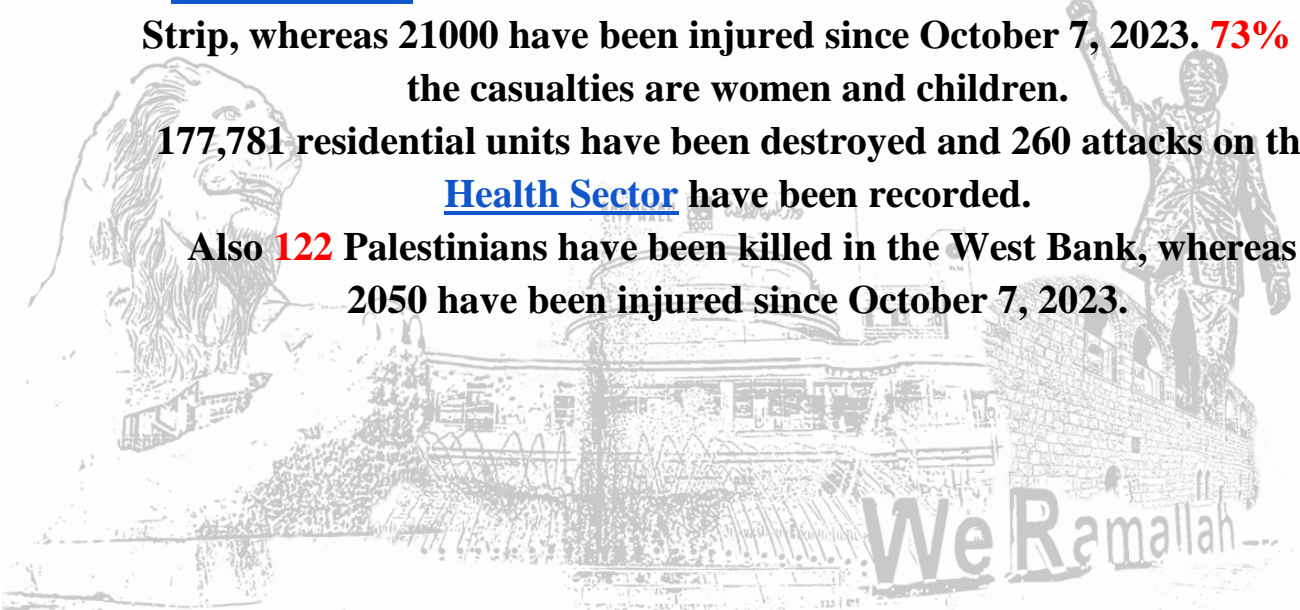 Strip, whereas 21000 have been injured since October 7, 2023. 73%
the casualties are women and children.
177,781 residential units have been destroyed and 260 attacks on th
Health Sector have been recorded.
Also 122 Palestinians have been killed in the West Bank, whereas
2050 have been injured since October 7, 2023.
We Ramallah